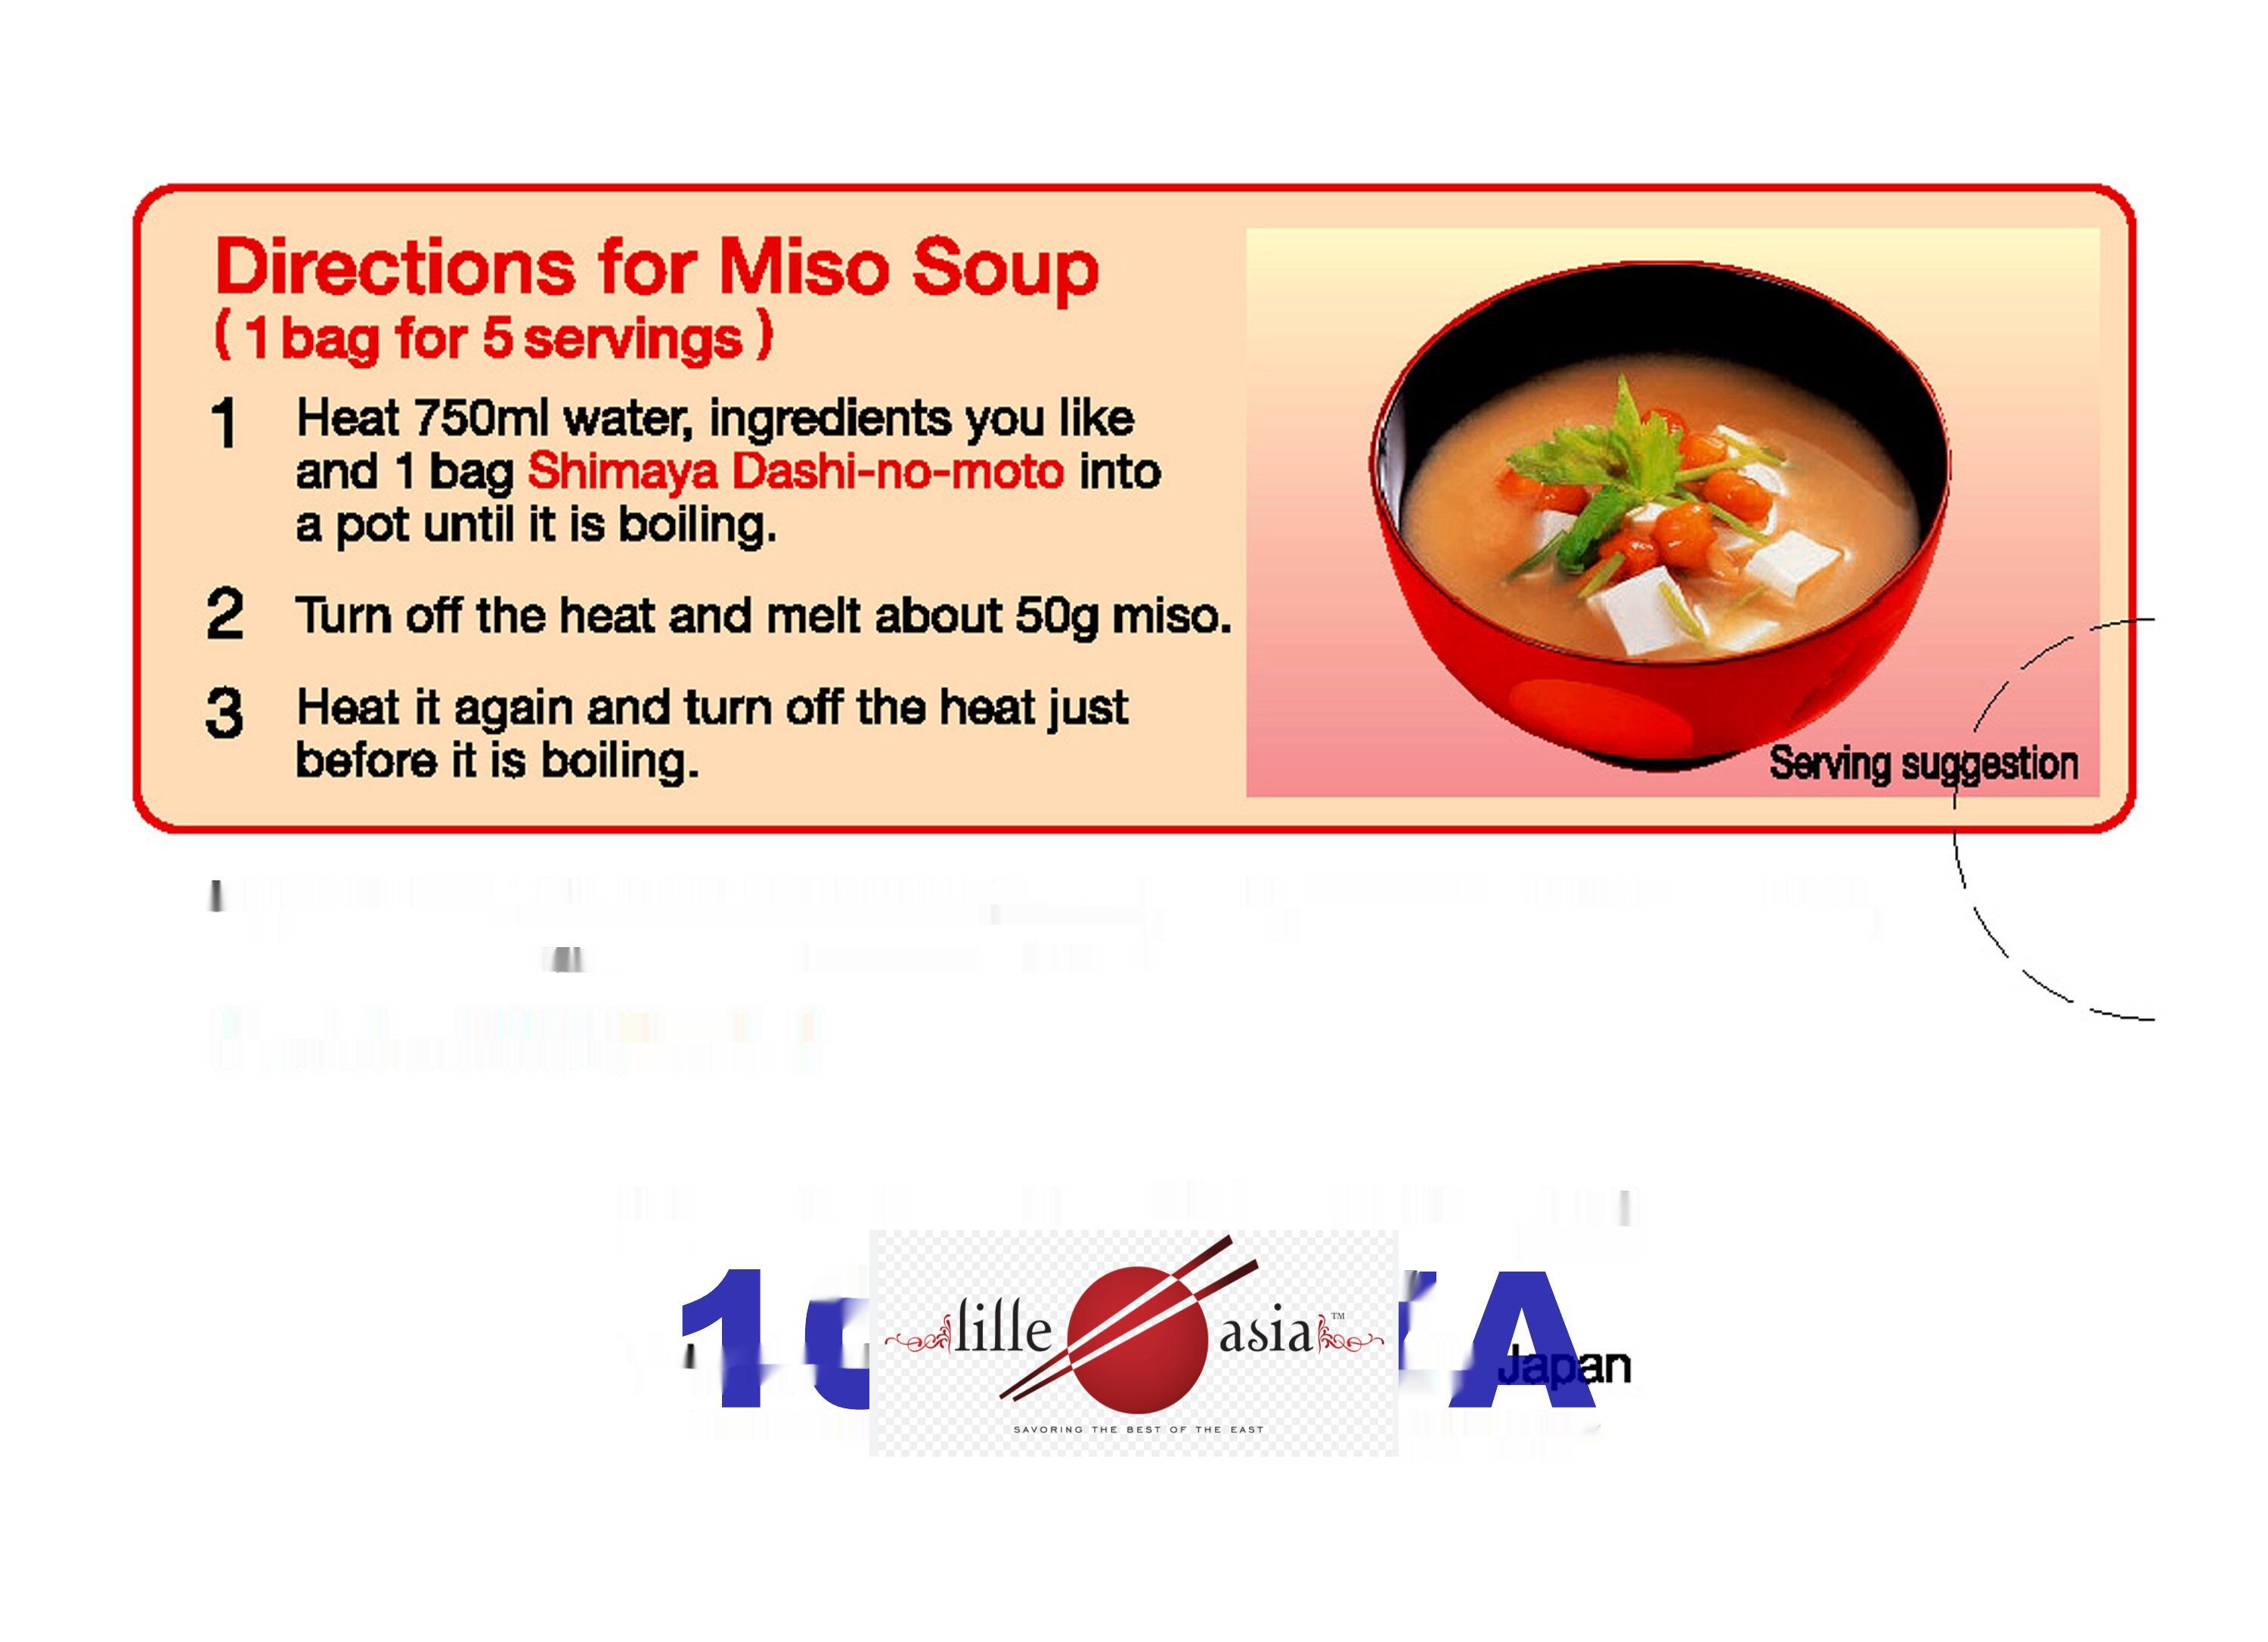 Directions for Miso Soup
(1 bag for 5 servings)
1 Heat 750ml water, ingredients you like
and 1 bag Shimaya Dashi-no-moto into
a pot until it is boiling.
2 Turn off the heat and melt about 50g miso.
3 Heat it again and turn off the heat just
before it is boiling.
Serving suggestion
lille asia™
Japan
SAVORING THE BEST OF THE EAST